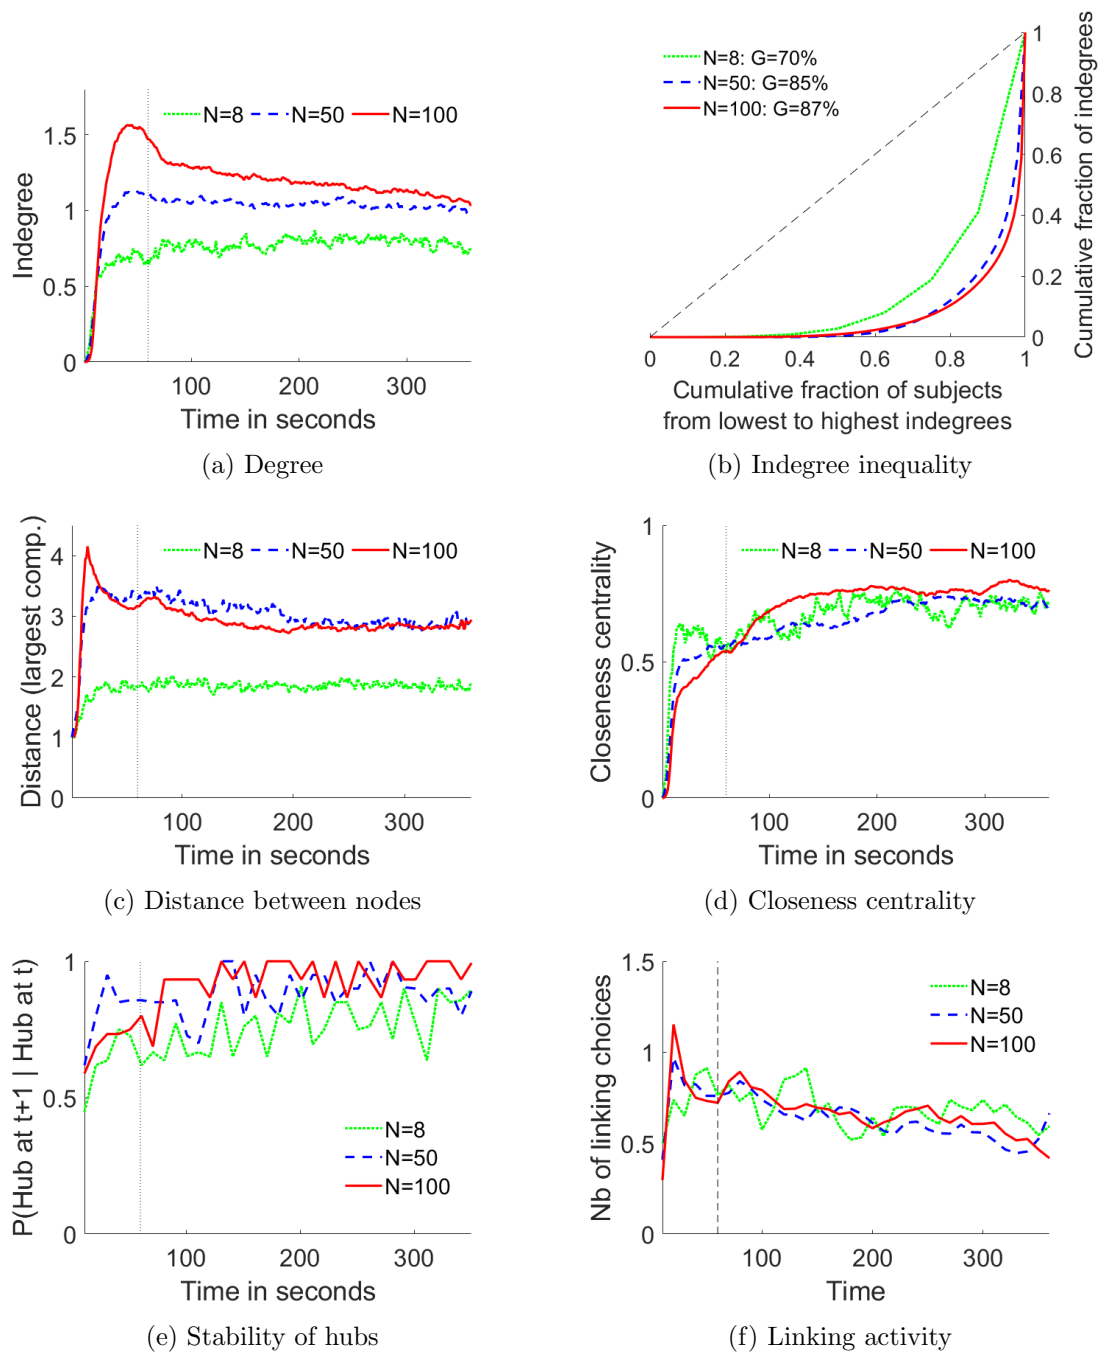 N=8 N=50 N=100
1.5
1
0.5
0
Indegree
100 200 300
Time in seconds
(a) Degree
N=8: G=70%
N=50: G=85%
N=100: G=87%
1
0.8
0.6
0.4
0.2
0
Cumulative fraction of indegrees
0 0.2 0.4 0.6 0.8 1
Cumulative fraction of subjects
from lowest to highest indegrees
(b) Indegree inequality
N=8 N=50 N=100
4
3
2
1
0
Distance (largest comp.)
100 200 300
Time in seconds
(c) Distance between nodes
N=8 N=50 N=100
1
0.5
0
Closeness centrality
100 200 300
Time in seconds
(d) Closeness centrality
1
0.5
0
P(Hub at t+1 | Hub at t)
N=8
N=50
N=100
100 200 300
Time in seconds
(e) Stability of hubs
1.5
1
0.5
0
Nb of linking choices
N=8
N=50
N=100
100 200 300
Time
(f) Linking activity